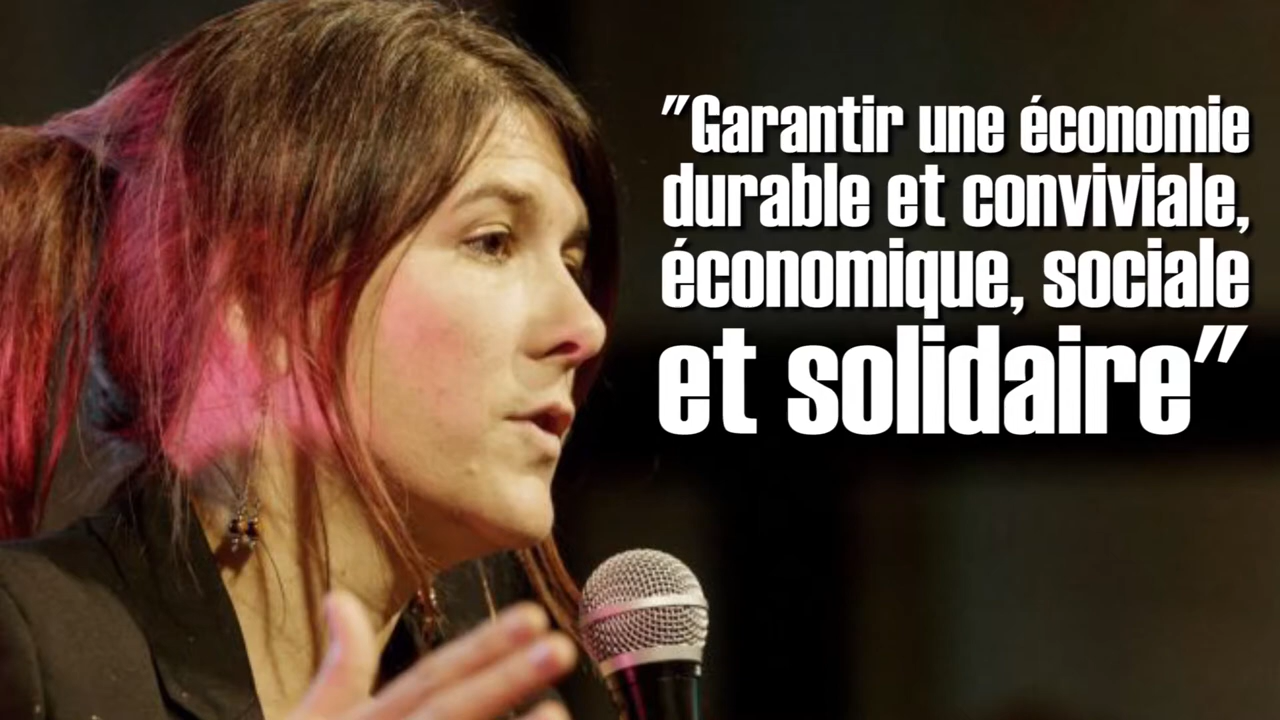 "Garantir une économie
durable et conviviale,
économique, sociale
et solidaire"